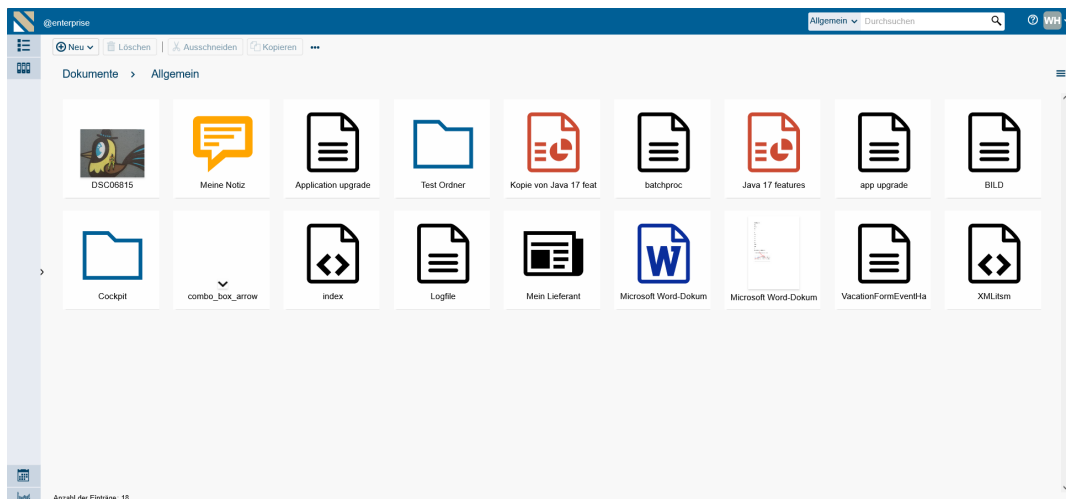 @enterprise
Allgemein Durchsuchen
WH
Neu Löschen Ausschneiden Kopieren
Dokumente > Allgemein
DSC06815
Meine Notiz
Application upgrade
Test Ordner
Kopie von Java 17 feat
batchproc
Java 17 features
app upgrade
BILD
Cockpit
combo_box_arrow
index
Logfile
Mein Lieferant
Microsoft Word-Dokum
Microsoft Word-Dokum
VacationFormEventHa
XMLitsm
Anzahl der Einträge: 18